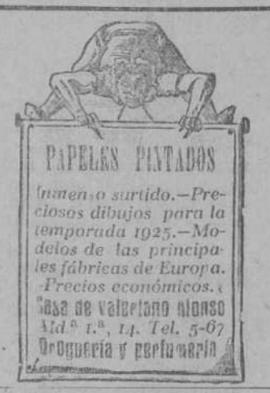 PAPELES PINTADOS
Inmenso surtido.—Pre-
ciosos dibujos para la
temporada 1925.—Mo-
delos de las principa-
les fábricas de Europa.
Precios económicos.
Casa de Valeriano Alonso
Ald.ª 1.ª, 14. Tel. 5-67
Droguería y perfumería